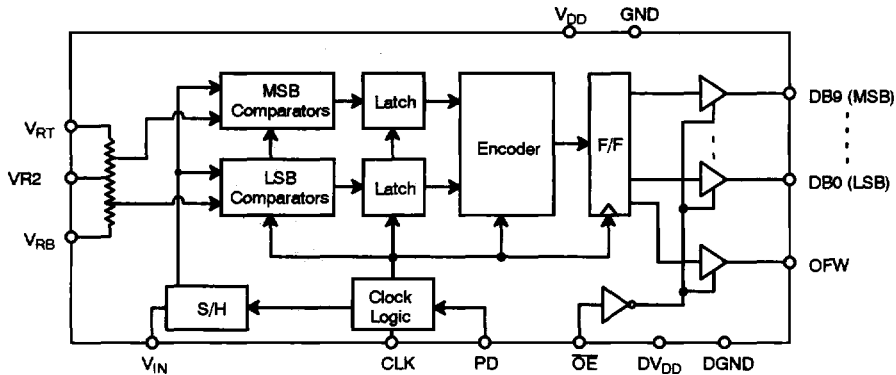 V_DD GND
MSB Comparators
Latch
Encoder
F/F
DB9 (MSB)
V_RT
VR2
V_RB
LSB Comparators
Latch
DB0 (LSB)
OFW
S/H
Clock Logic
V_IN
CLK
PD
O̅E̅
DV_DD
DGND